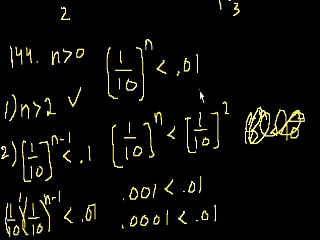 2
3
144. n>0 [1/10]^n < .01
1) n>2 ✓
2) [1/10]^{n-1} < .1 [1/10]^n < [1/10]^2
(1/10)^1 (1/10)^{n-1} < .01 .001 < .01
.0001 < .01